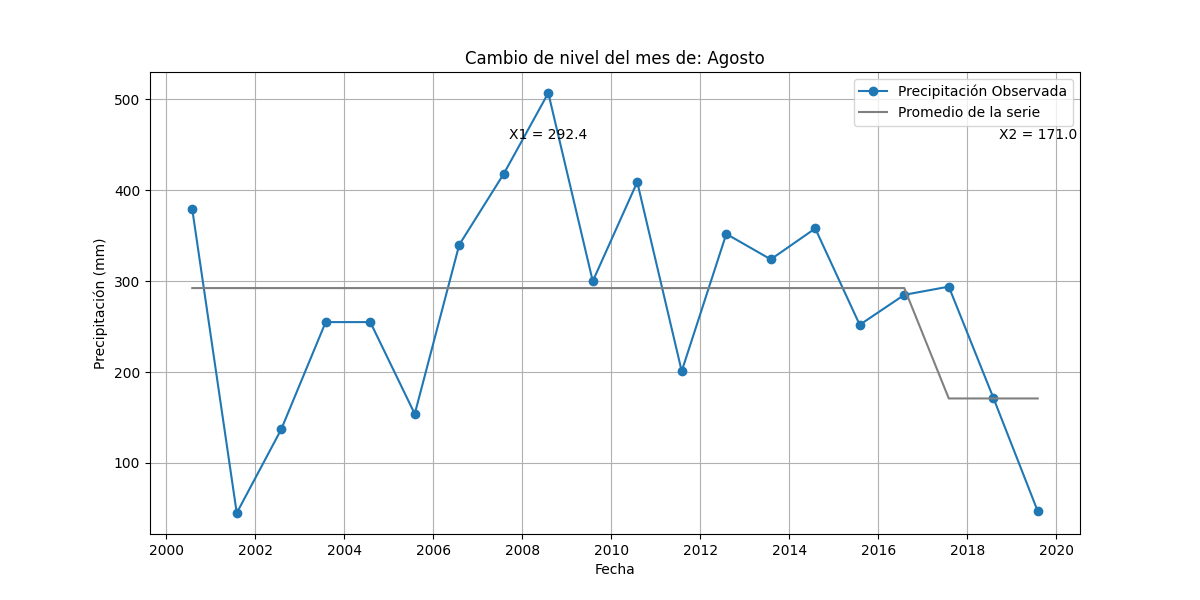 Cambio de nivel del mes de: Agosto
Precipitación Observada
Promedio de la serie
X1 = 292.4
X2 = 171.0
500
400
300
200
100
Precipitación (mm)
2000
2002
2004
2006
2008
2010
2012
2014
2016
2018
2020
Fecha